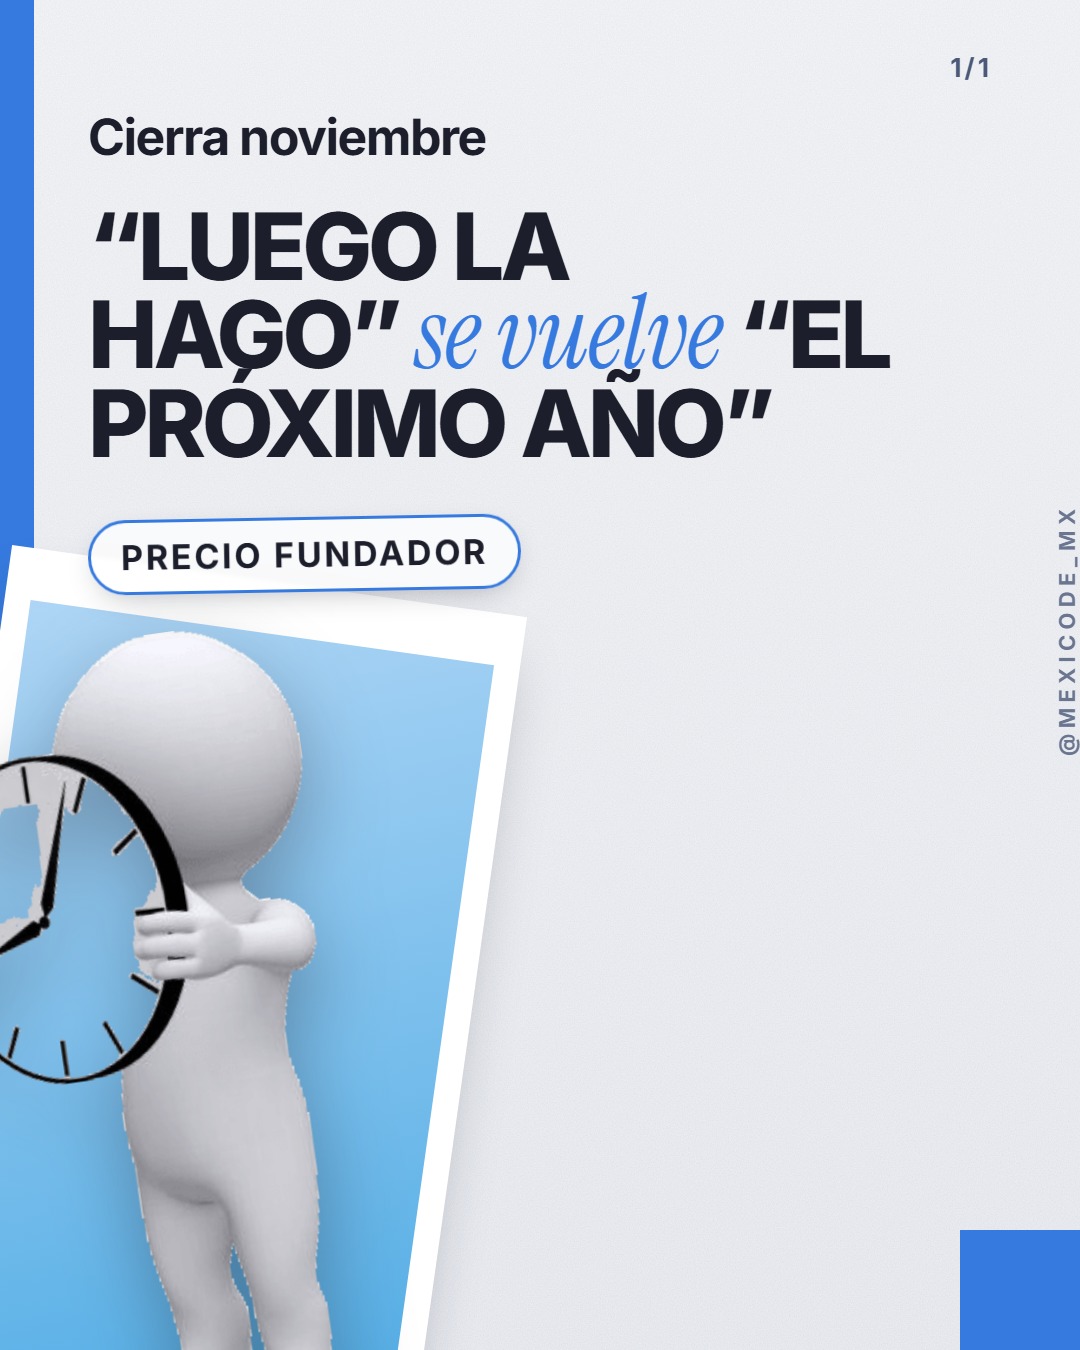 1/1
Cierra noviembre
“LUEGO LA
HAGO” se vuelve “EL
PRÓXIMO AÑO”
PRECIO FUNDADOR
@MEXICODE_MX